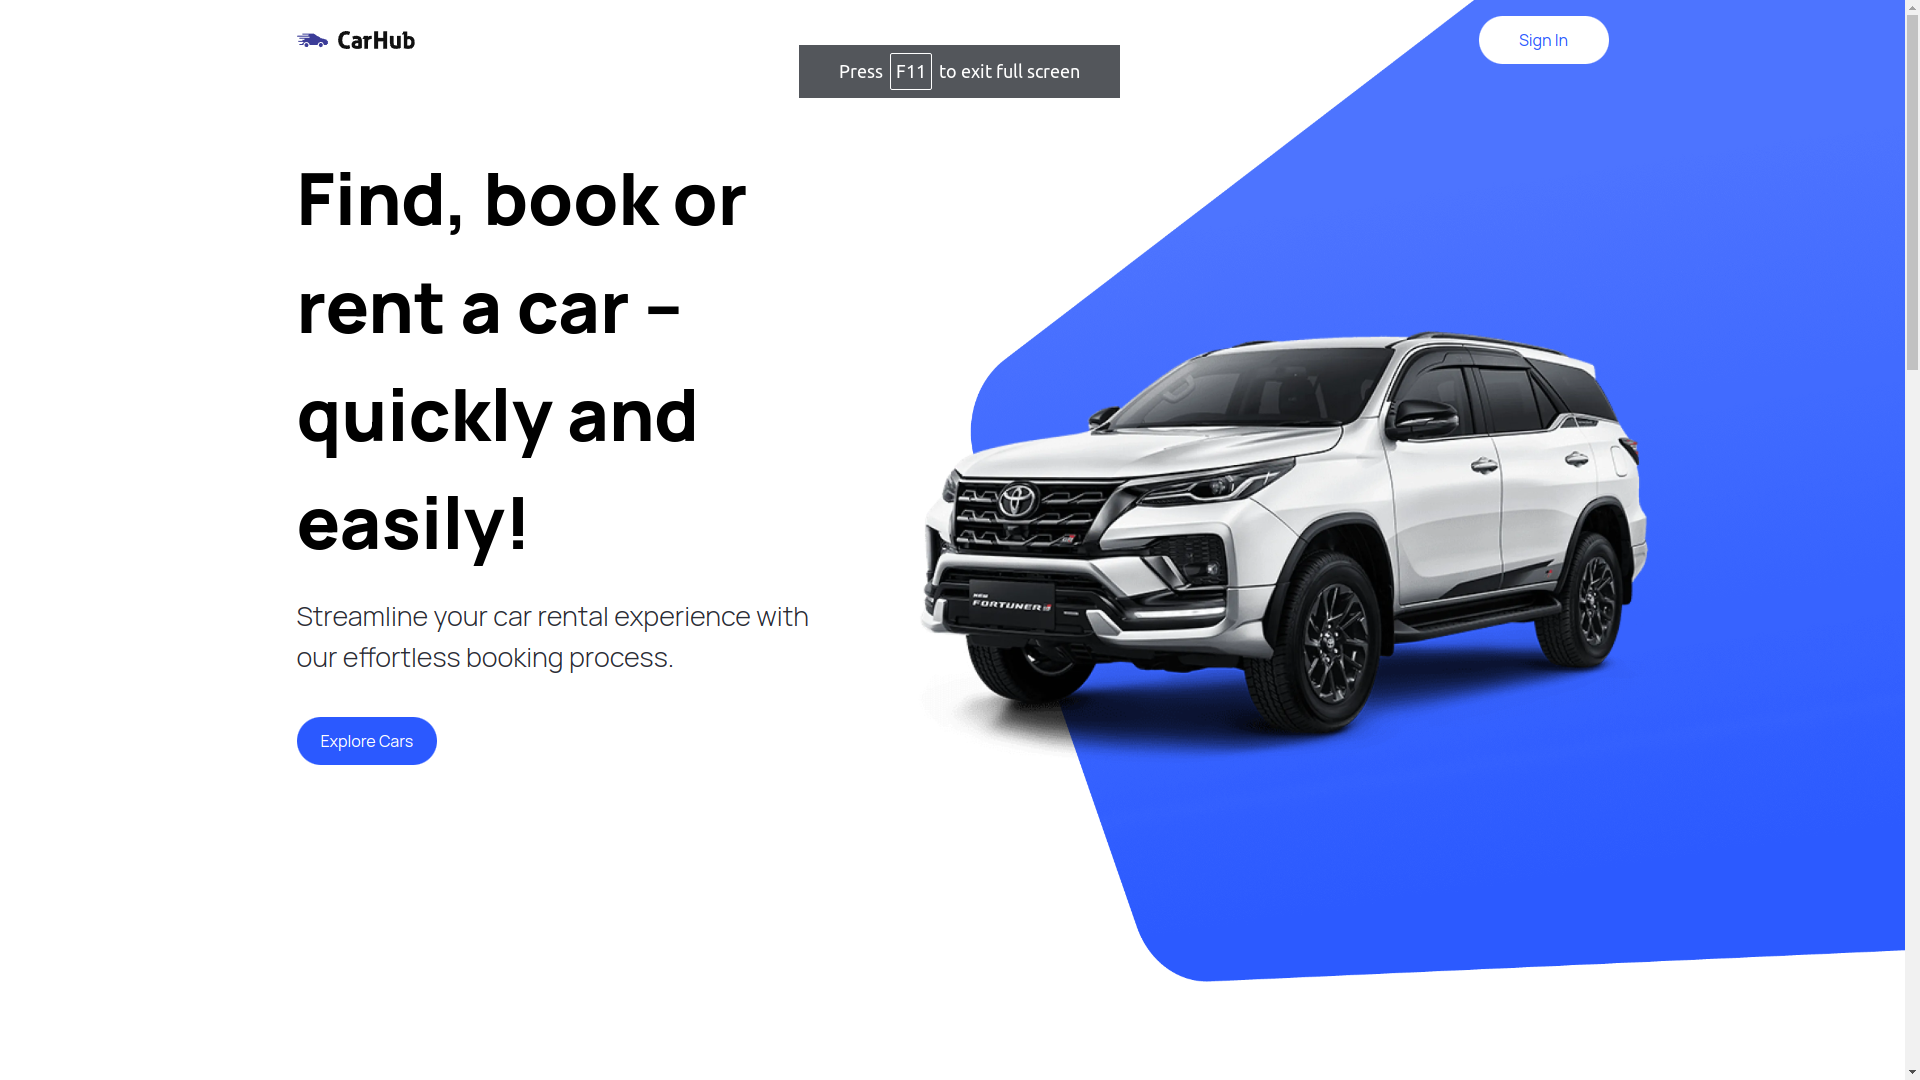 CarHub
Press F11 to exit full screen
Sign In
Find, book or
rent a car –
quickly and
easily!
Streamline your car rental experience with
our effortless booking process.
Explore Cars
NEW
FORTUNER